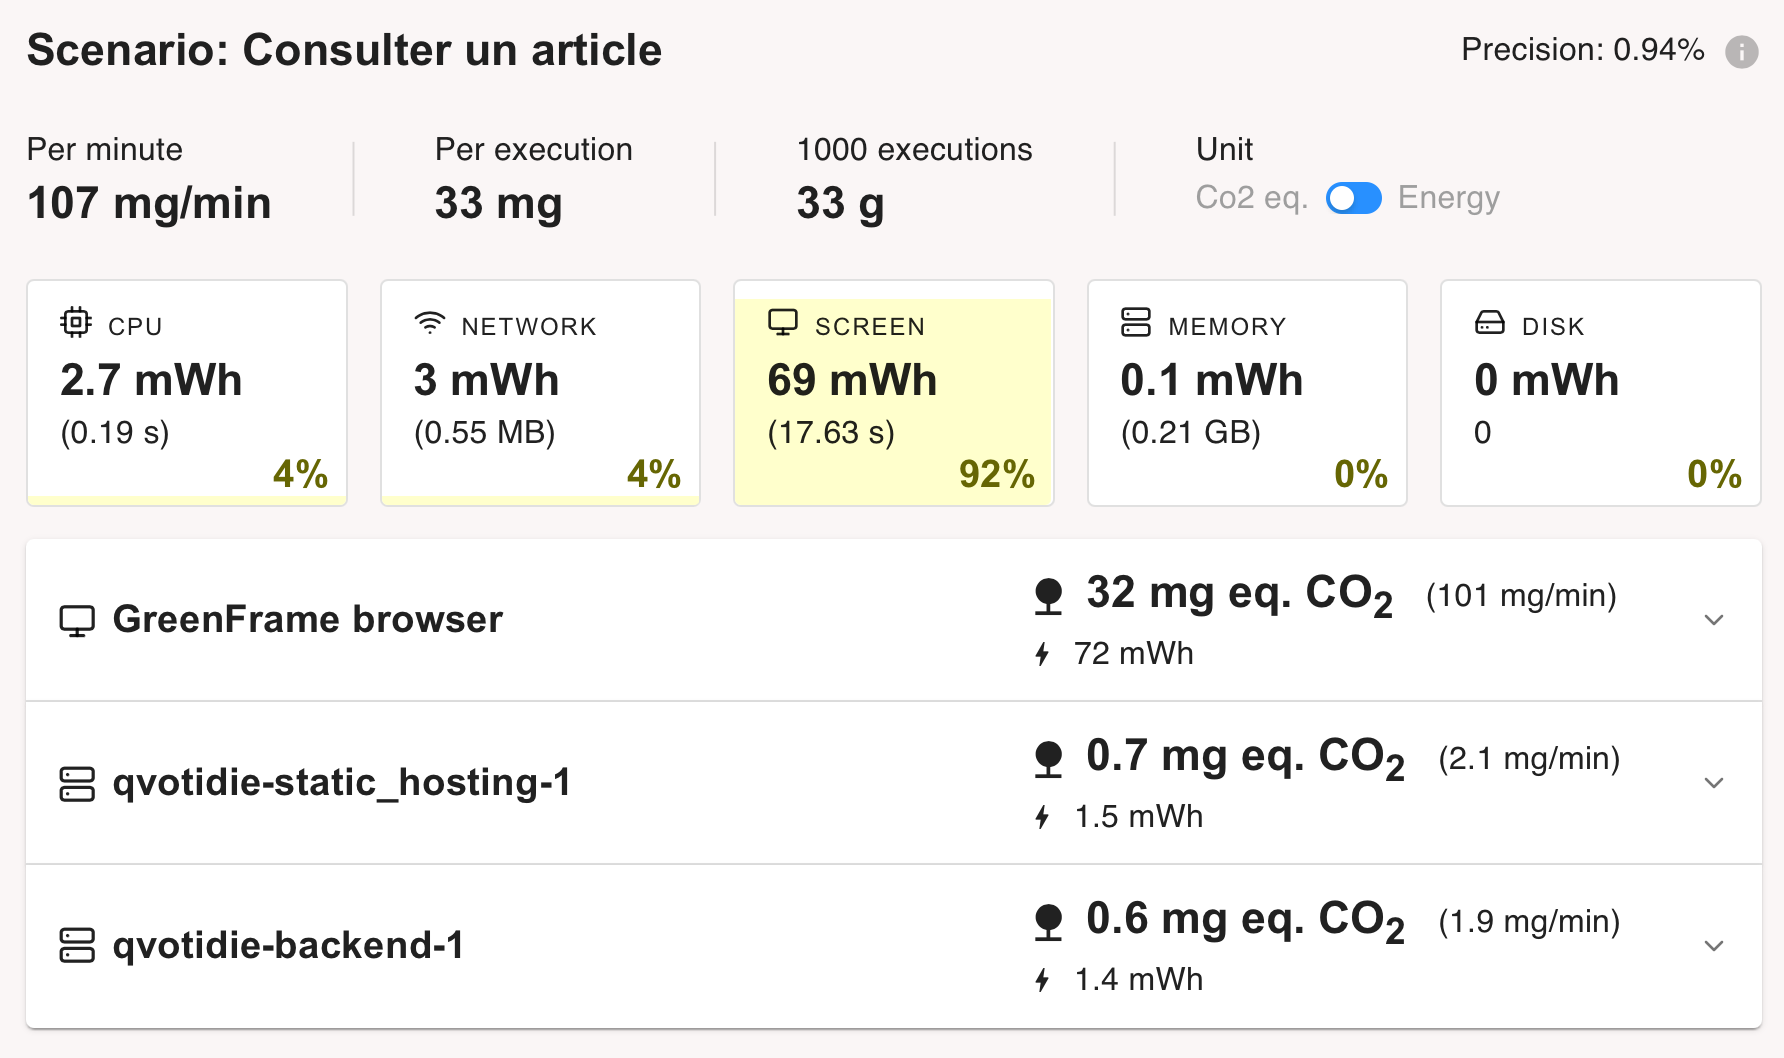 Scenario: Consulter un article
Precision: 0.94%
Per minute
107 mg/min
Per execution
33 mg
1000 executions
33 g
Unit
Co2 eq. Energy
CPU
2.7 mWh
(0.19 s)
4%
NETWORK
3 mWh
(0.55 MB)
4%
SCREEN
69 mWh
(17.63 s)
92%
MEMORY
0.1 mWh
(0.21 GB)
0%
DISK
0 mWh
0
0%
GreenFrame browser
32 mg eq. CO₂ (101 mg/min)
72 mWh
qvotidie-static_hosting-1
0.7 mg eq. CO₂ (2.1 mg/min)
1.5 mWh
qvotidie-backend-1
0.6 mg eq. CO₂ (1.9 mg/min)
1.4 mWh